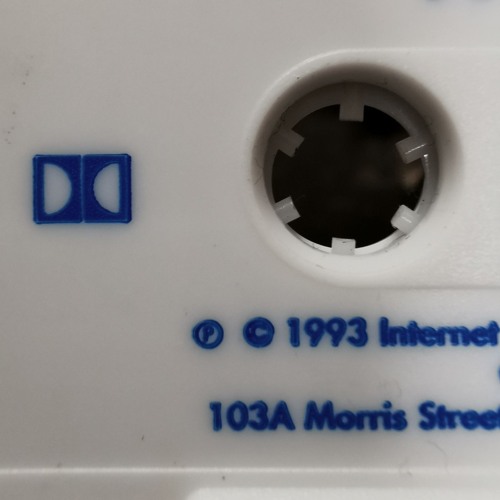 ℗ © 1993 Internet
103A Morris Street